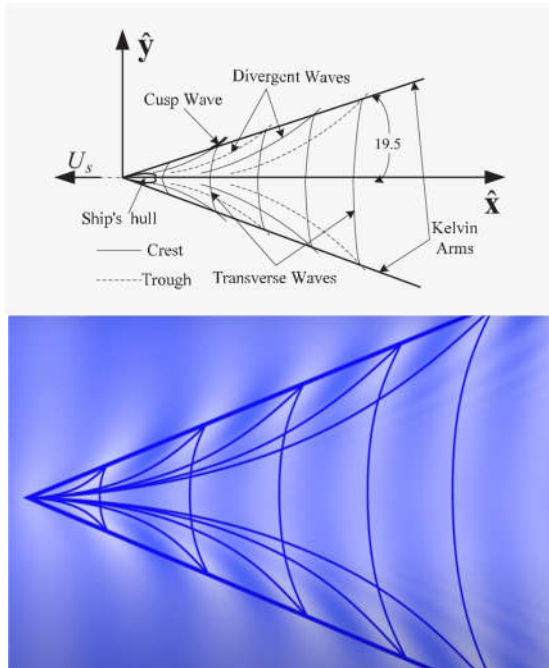 ŷ
Divergent Waves
Cusp Wave
19.5
U_s
x̂
Ship's hull
Kelvin
Arms
Crest
Transverse Waves
Trough